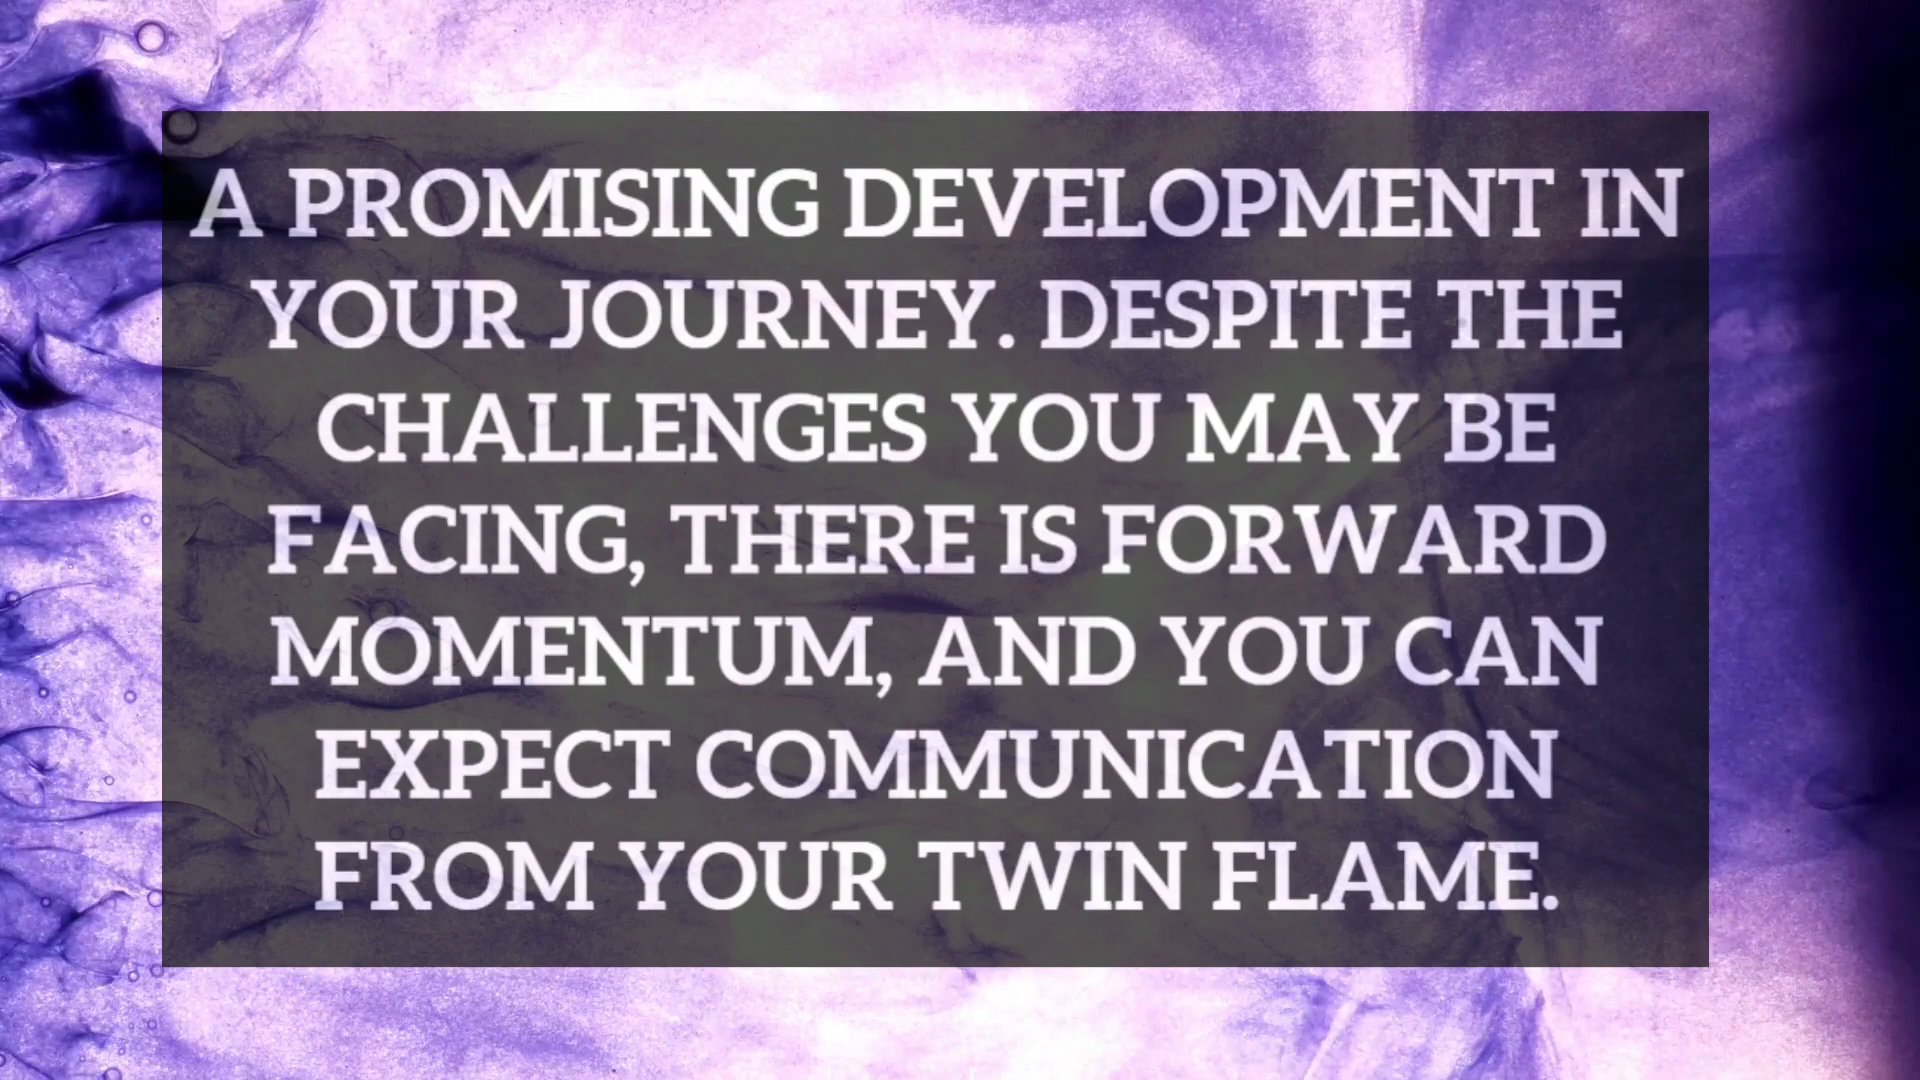 A PROMISING DEVELOPMENT IN
YOUR JOURNEY. DESPITE THE
CHALLENGES YOU MAY BE
FACING, THERE IS FORWARD
MOMENTUM, AND YOU CAN
EXPECT COMMUNICATION
FROM YOUR TWIN FLAME.